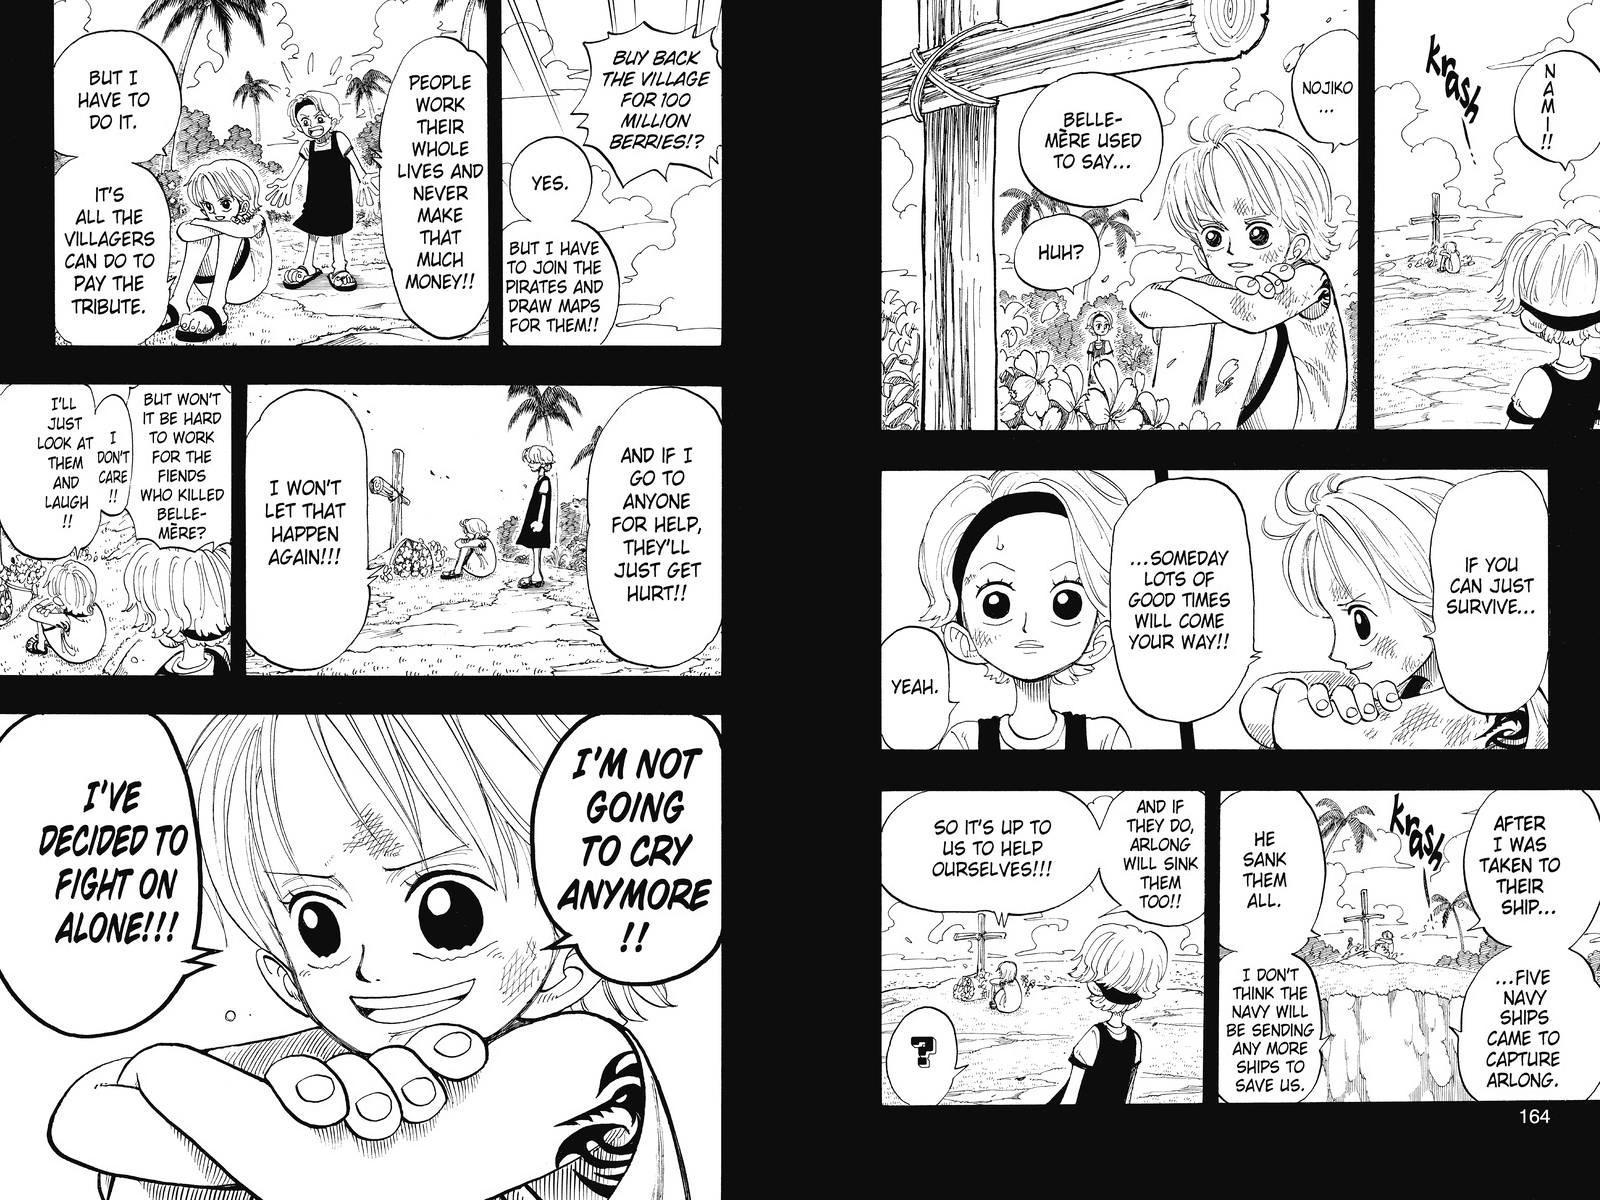 NAMI!!
Krash
NOJIKO
...
BELLE-
MÈRE USED
TO SAY...
HUH?
IF YOU
CAN JUST
SURVIVE...
...SOMEDAY
LOTS OF
GOOD TIMES
WILL COME
YOUR WAY!!
YEAH.
AFTER
I WAS
TAKEN TO
THEIR
SHIP...
Krash
...FIVE
NAVY
SHIPS
CAME TO
CAPTURE
ARLONG.
HE
SANK
THEM
ALL.
I DON'T
THINK THE
NAVY WILL
BE SENDING
ANY MORE
SHIPS TO
SAVE US.
AND IF
THEY DO,
ARLONG
WILL SINK
THEM
TOO!!
SO IT'S UP TO
US TO HELP
OURSELVES!!!
?
164
BUY BACK
THE VILLAGE
FOR 100
MILLION
BERRIES!?
YES.
BUT I HAVE
TO JOIN THE
PIRATES AND
DRAW MAPS
FOR THEM!!
PEOPLE
WORK
THEIR
WHOLE
LIVES AND
NEVER
MAKE
THAT
MUCH
MONEY!!
BUT I
HAVE TO
DO IT.
IT'S
ALL THE
VILLAGERS
CAN DO TO
PAY THE
TRIBUTE.
AND IF I
GO TO
ANYONE
FOR HELP,
THEY'LL
JUST GET
HURT!!
I WON'T
LET THAT
HAPPEN
AGAIN!!!
BUT WON'T
IT BE HARD
TO WORK
FOR THE
FIENDS
WHO KILLED
BELLE-
MÈRE?
I
DON'T
CARE
!!
I'LL
JUST
LOOK AT
THEM
AND
LAUGH
!!
I'M NOT
GOING
TO CRY
ANYMORE
!!
I'VE
DECIDED TO
FIGHT ON
ALONE!!!